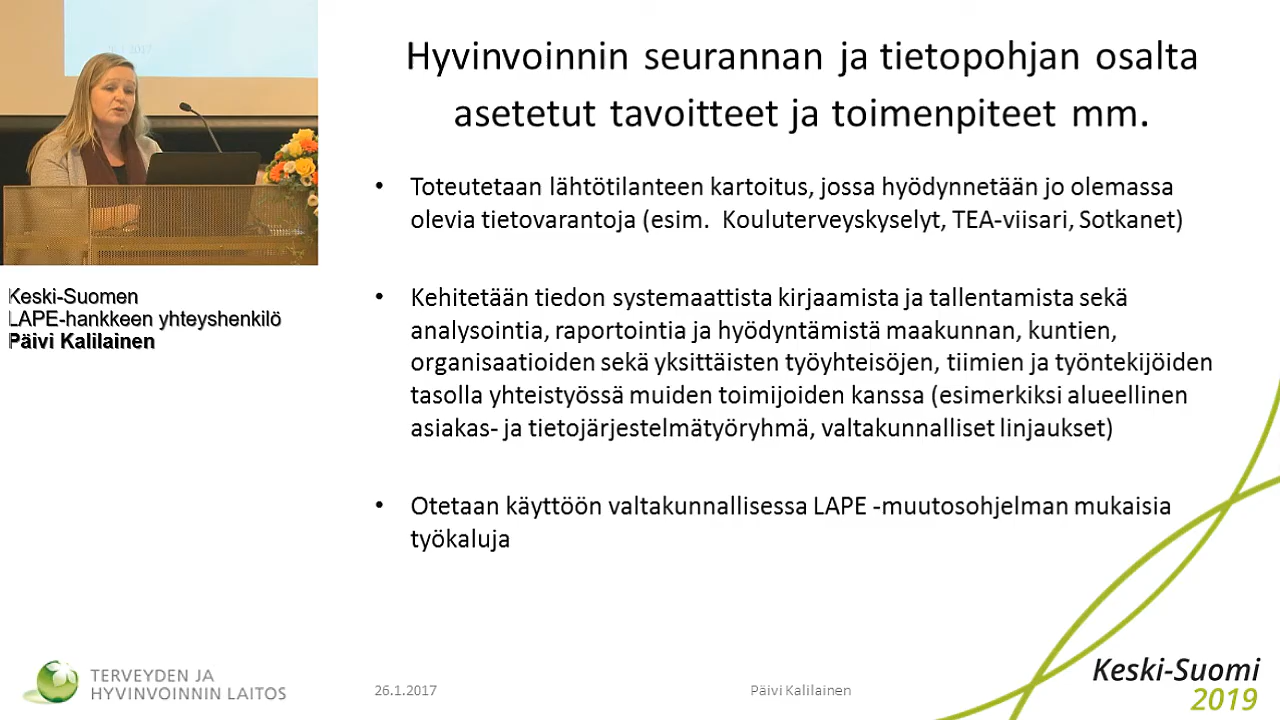 Hyvinvoinnin seurannan ja tietopohjan osalta
asetetut tavoitteet ja toimenpiteet mm.
• Toteutetaan lähtötilanteen kartoitus, jossa hyödynnetään jo olemassa
olevia tietovarantoja (esim. Kouluterveyskyselyt, TEA-viisari, Sotkanet)
• Kehitetään tiedon systemaattista kirjaamista ja tallentamista sekä
analysointia, raportointia ja hyödyntämistä maakunnan, kuntien,
organisaatioiden sekä yksittäisten työyhteisöjen, tiimien ja työntekijöiden
tasolla yhteistyössä muiden toimijoiden kanssa (esimerkiksi alueellinen
asiakas- ja tietojärjestelmätyöryhmä, valtakunnalliset linjaukset)
• Otetaan käyttöön valtakunnallisessa LAPE -muutosohjelman mukaisia
työkaluja
Keski-Suomen
LAPE-hankkeen yhteyshenkilö
Päivi Kalilainen
TERVEYDEN JA
HYVINVOINNIN LAITOS
26.1.2017
Päivi Kalilainen
Keski-Suomi
2019